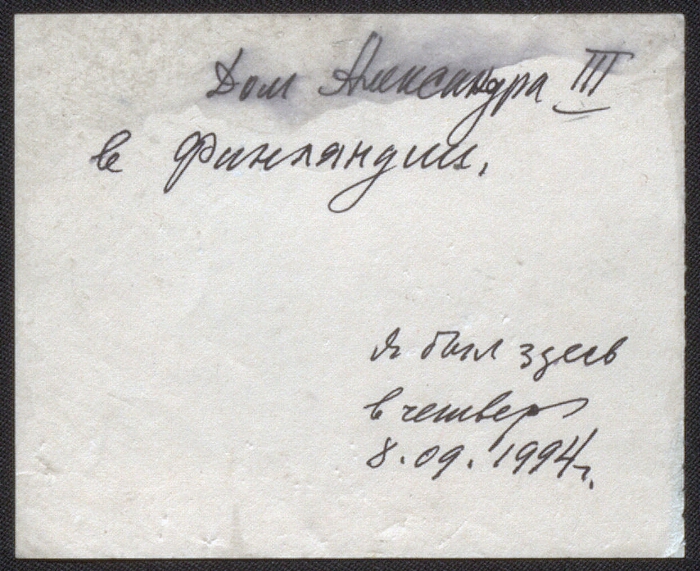 Дом Александра III
в Финляндии.
Я был здесь
в четверг
8.09.1994г.